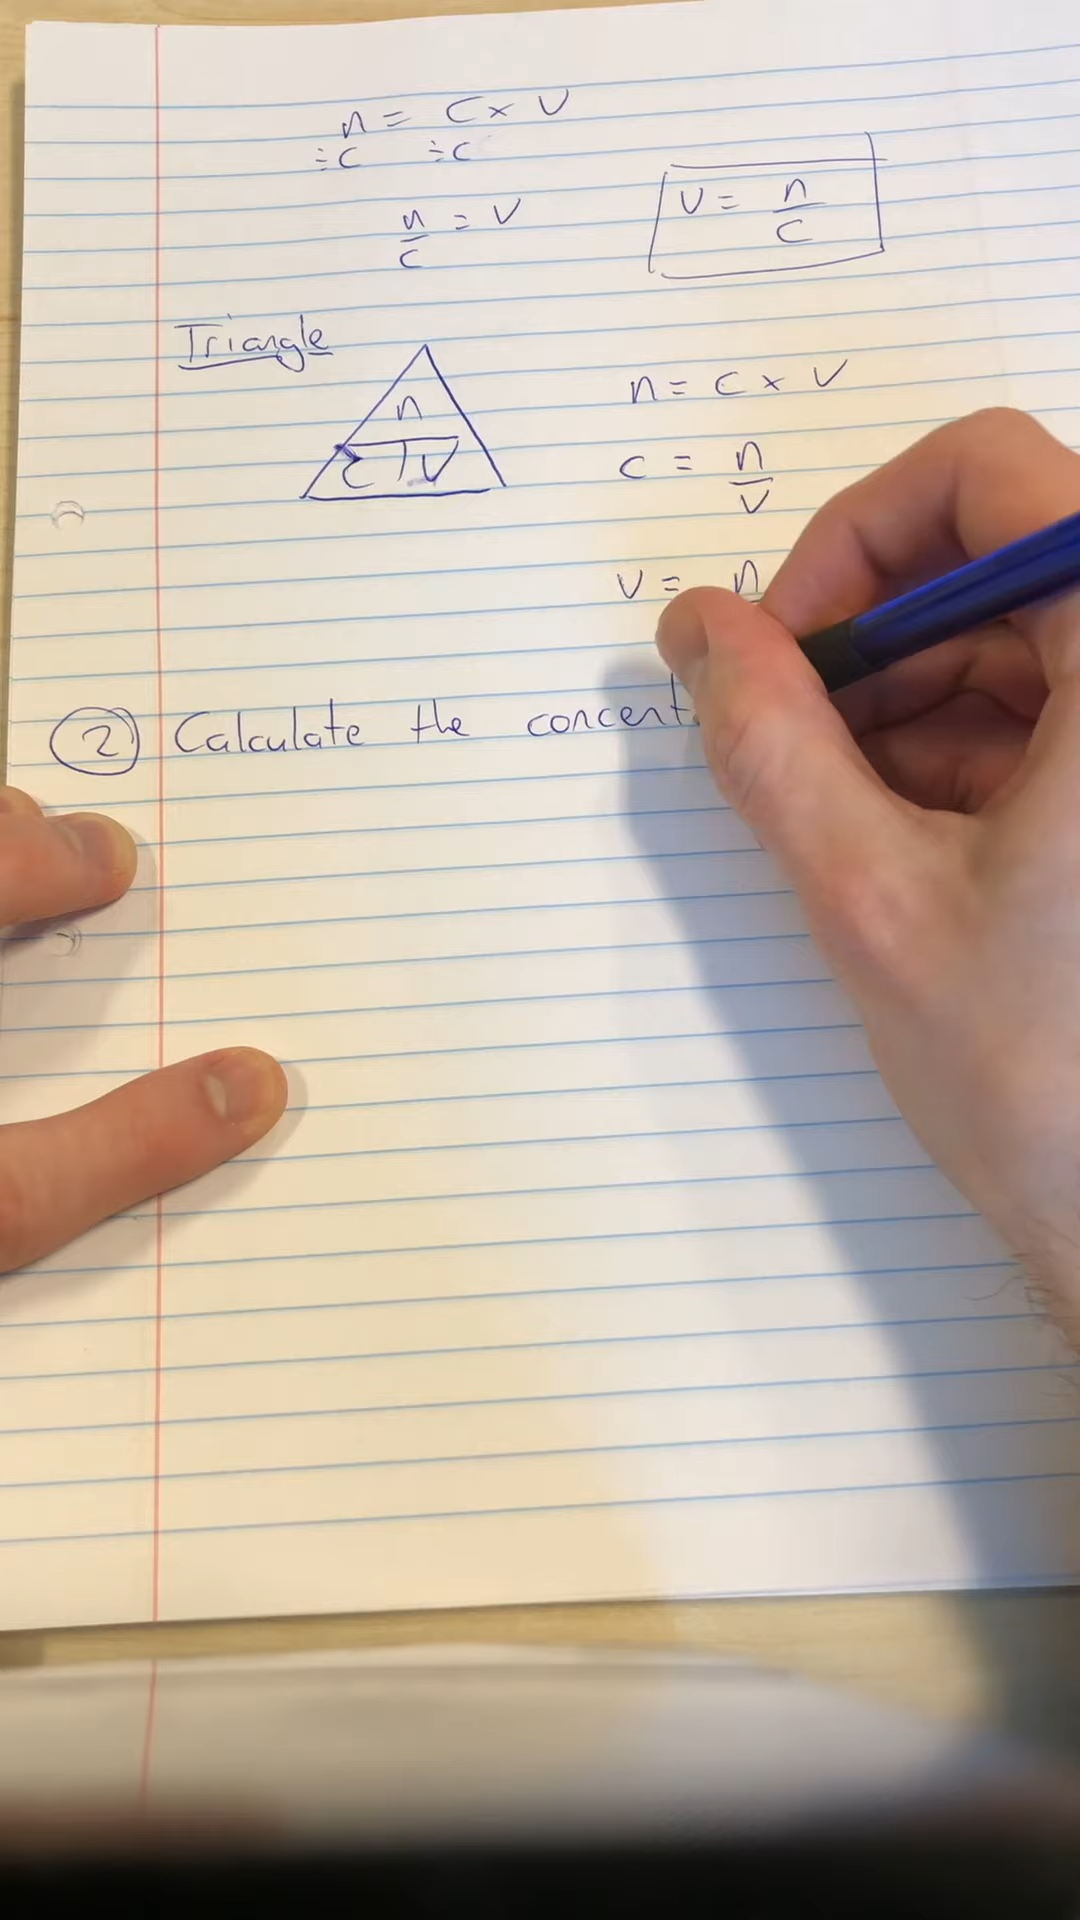 n = C × V
÷C ÷C
n/C = V
V = n/C
Triangle
n
C V
n = C × V
C = n/V
V = n
② Calculate the concent